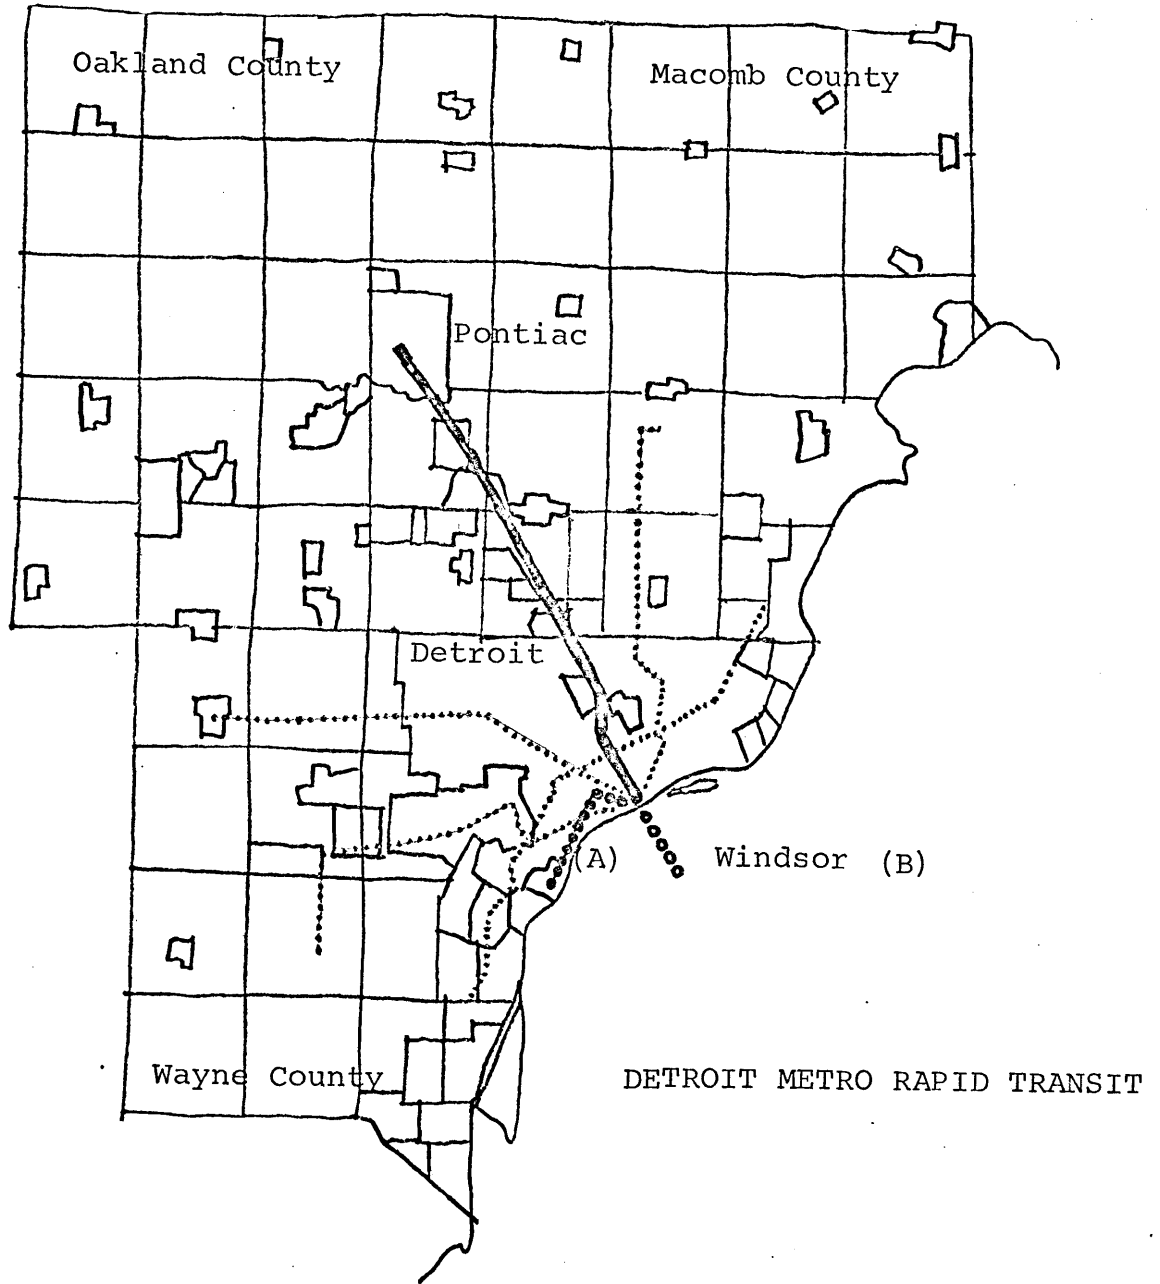 Oakland County
Macomb County
Pontiac
Detroit
(A)
Windsor (B)
Wayne County
DETROIT METRO RAPID TRANSIT